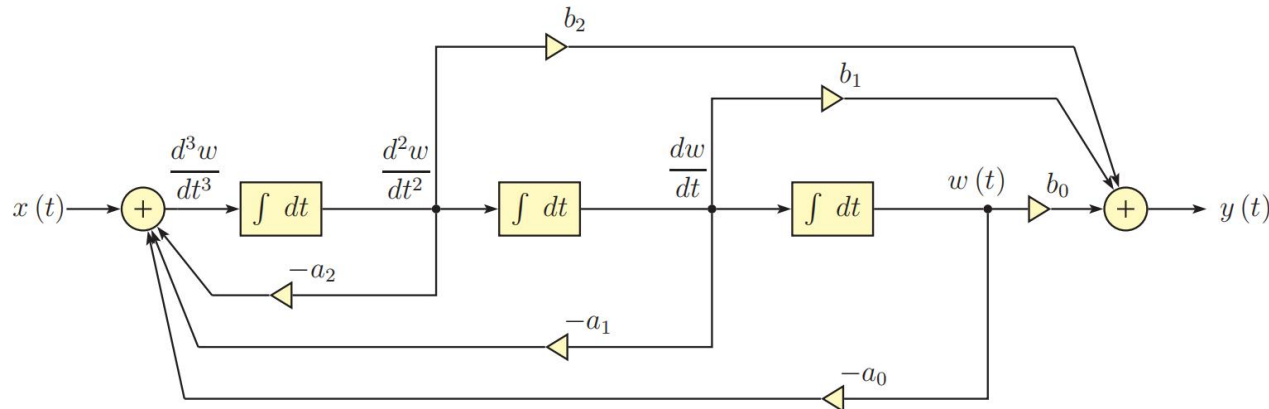 b₂
b₁
d³w/dt³
d²w/dt²
dw/dt
w (t)
b₀
x (t)
+
∫ dt
∫ dt
∫ dt
+
y (t)
−a₂
−a₁
−a₀